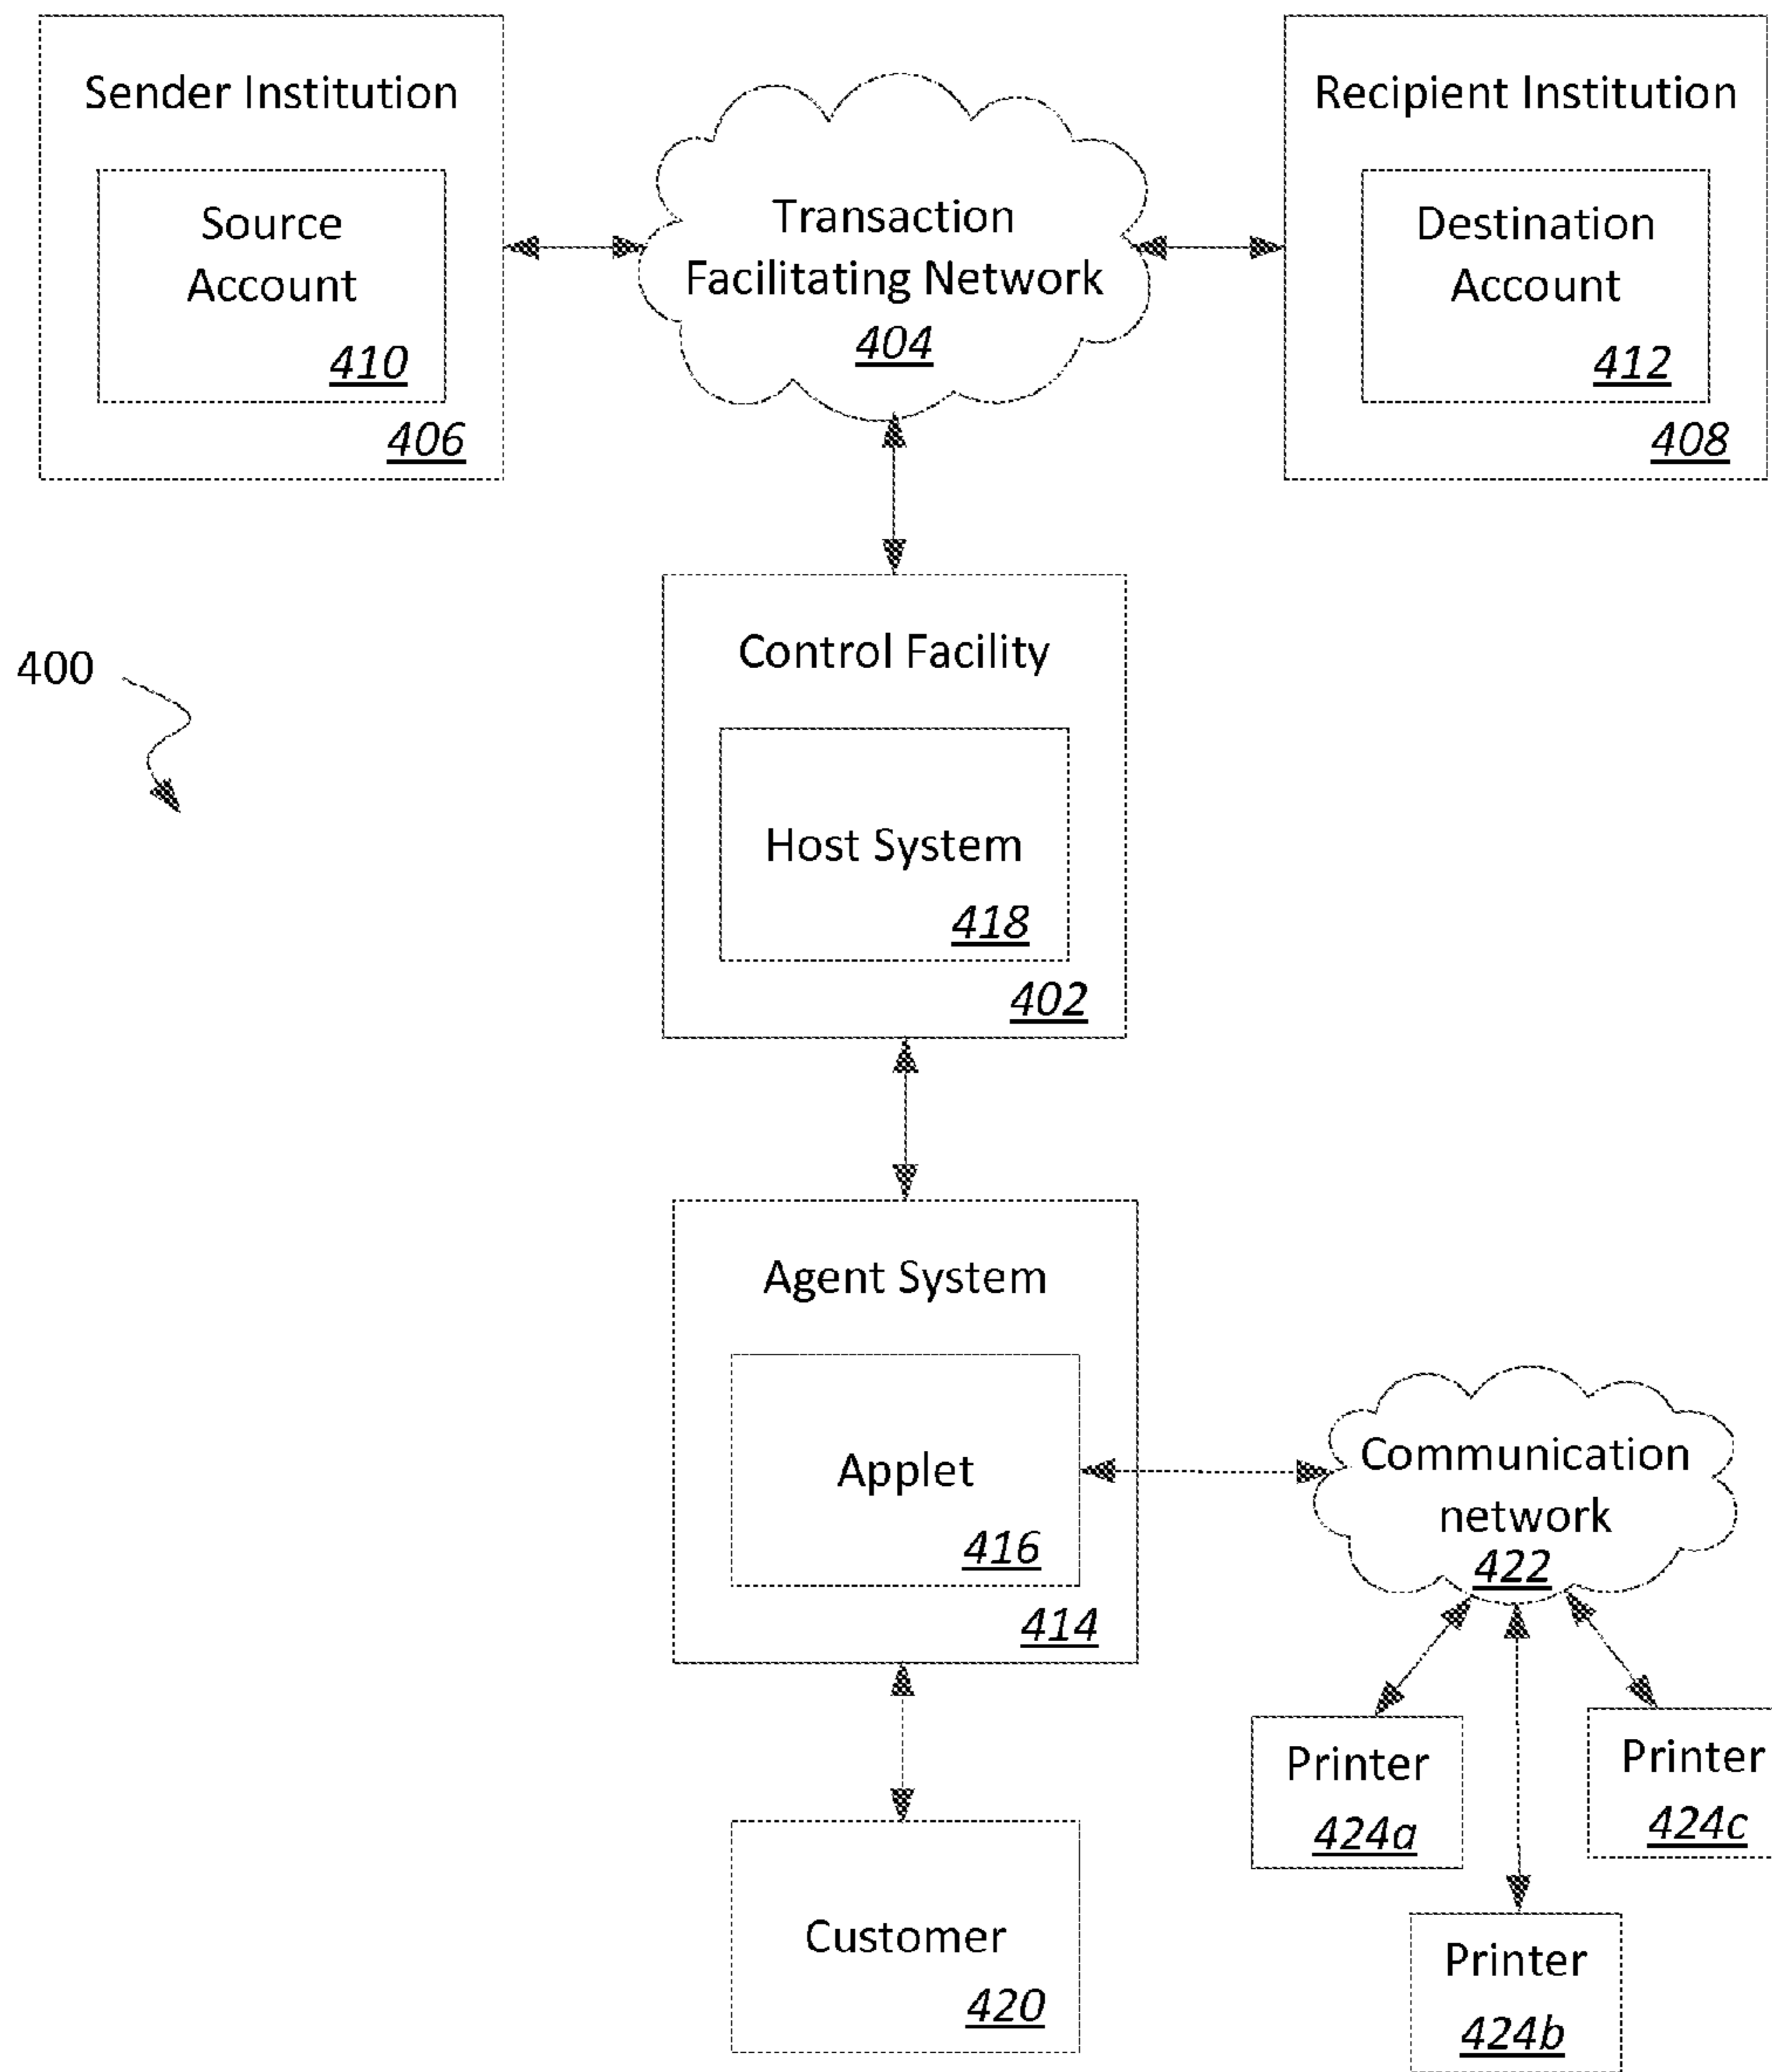 Sender Institution
Source
Account
410
406
Transaction
Facilitating Network
404
Recipient Institution
Destination
Account
412
408
400
Control Facility
Host System
418
402
Agent System
Applet
416
414
Communication
network
422
Printer
424a
Printer
424c
Printer
424b
Customer
420